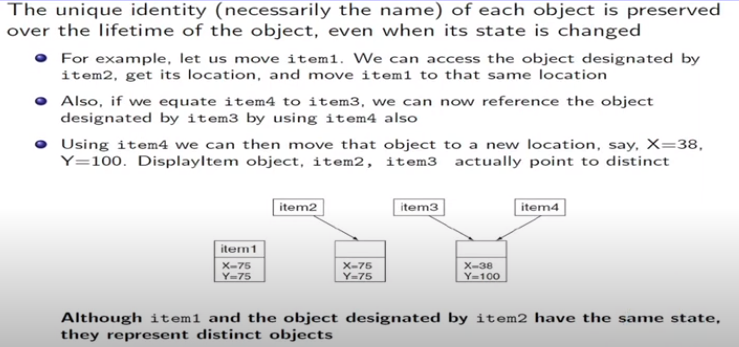 The unique identity (necessarily the name) of each object is preserved
over the lifetime of the object, even when its state is changed
For example, let us move item1. We can access the object designated by
item2, get its location, and move item1 to that same location
Also, if we equate item4 to item3, we can now reference the object
designated by item3 by using item4 also
Using item4 we can then move that object to a new location, say, X=38,
Y=100. DisplayItem object, item2, item3 actually point to distinct
item2
item3
item4
item1
X=75
Y=75
X=75
Y=75
X=38
Y=100
Although item1 and the object designated by item2 have the same state,
they represent distinct objects